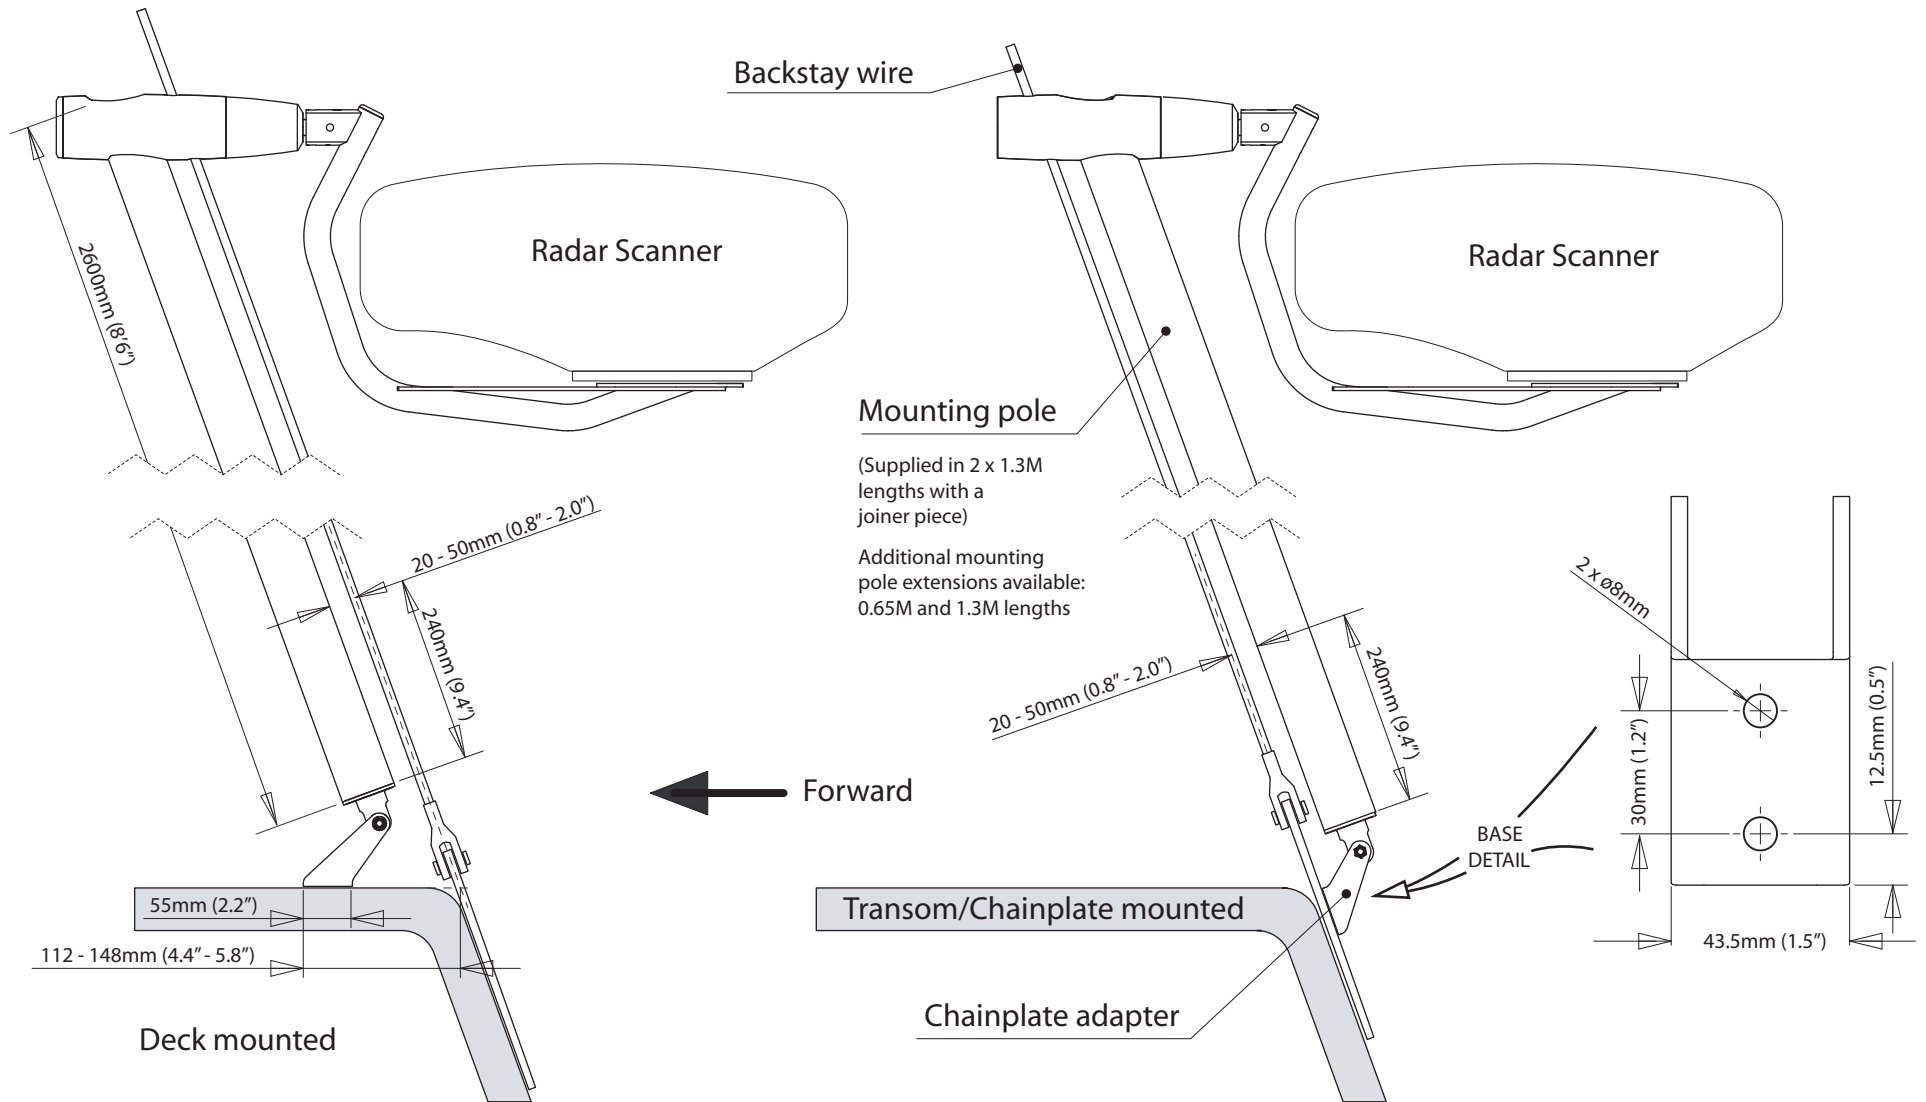 Backstay wire
Radar Scanner
Radar Scanner
2600mm (8'6")
Mounting pole
(Supplied in 2 x 1.3M
lengths with a
joiner piece)
Additional mounting
pole extensions available:
0.65M and 1.3M lengths
20 - 50mm (0.8" - 2.0")
240mm (9.4")
20 - 50mm (0.8" - 2.0")
240mm (9.4")
2 x ø8mm
30mm (1.2")
12.5mm (0.5")
43.5mm (1.5")
Forward
BASE
DETAIL
55mm (2.2")
112 - 148mm (4.4" - 5.8")
Transom/Chainplate mounted
Chainplate adapter
Deck mounted